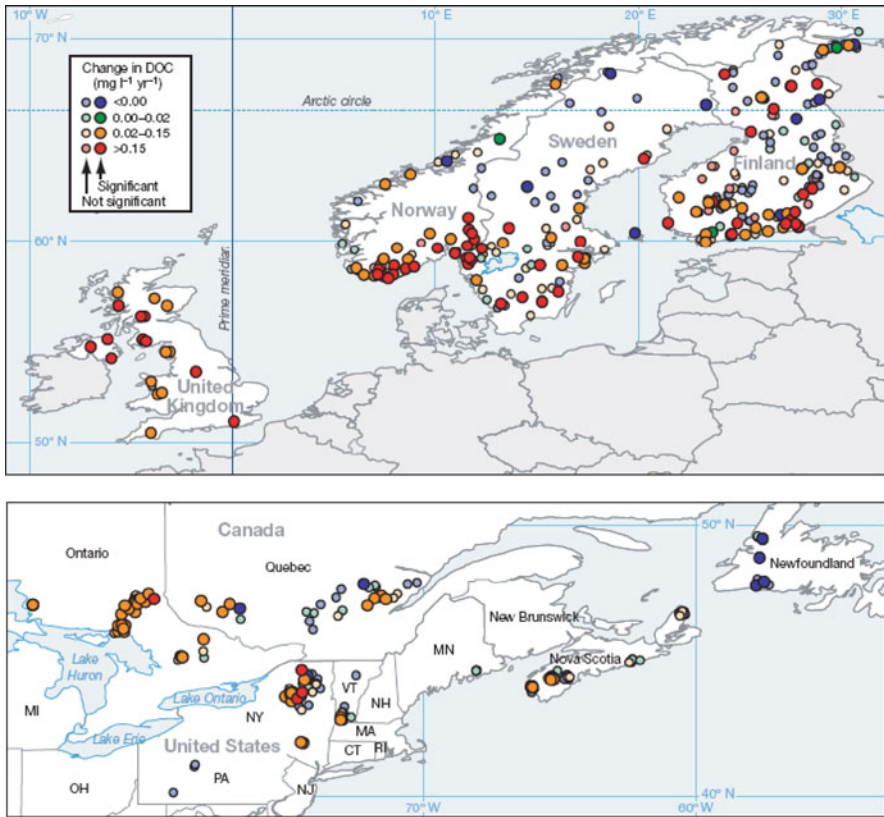 10° W
10° E
20° E
30° E
70° N
Change in DOC
(mg l⁻¹ yr⁻¹)
<0.00
0.00–0.02
0.02–0.15
>0.15
Significant
Not significant
Arctic circle
Sweden
Finland
Norway
60° N
Prime meridian
United
Kingdom
50° N
Canada
50° N
Ontario
Quebec
Newfoundland
New Brunswick
MN
Nova Scotia
Lake
Huron
VT
Lake Ontario
NH
MI
NY
MA
Lake Erie
United States
CT
RI
PA
OH
NJ
40° N
70° W
60° W